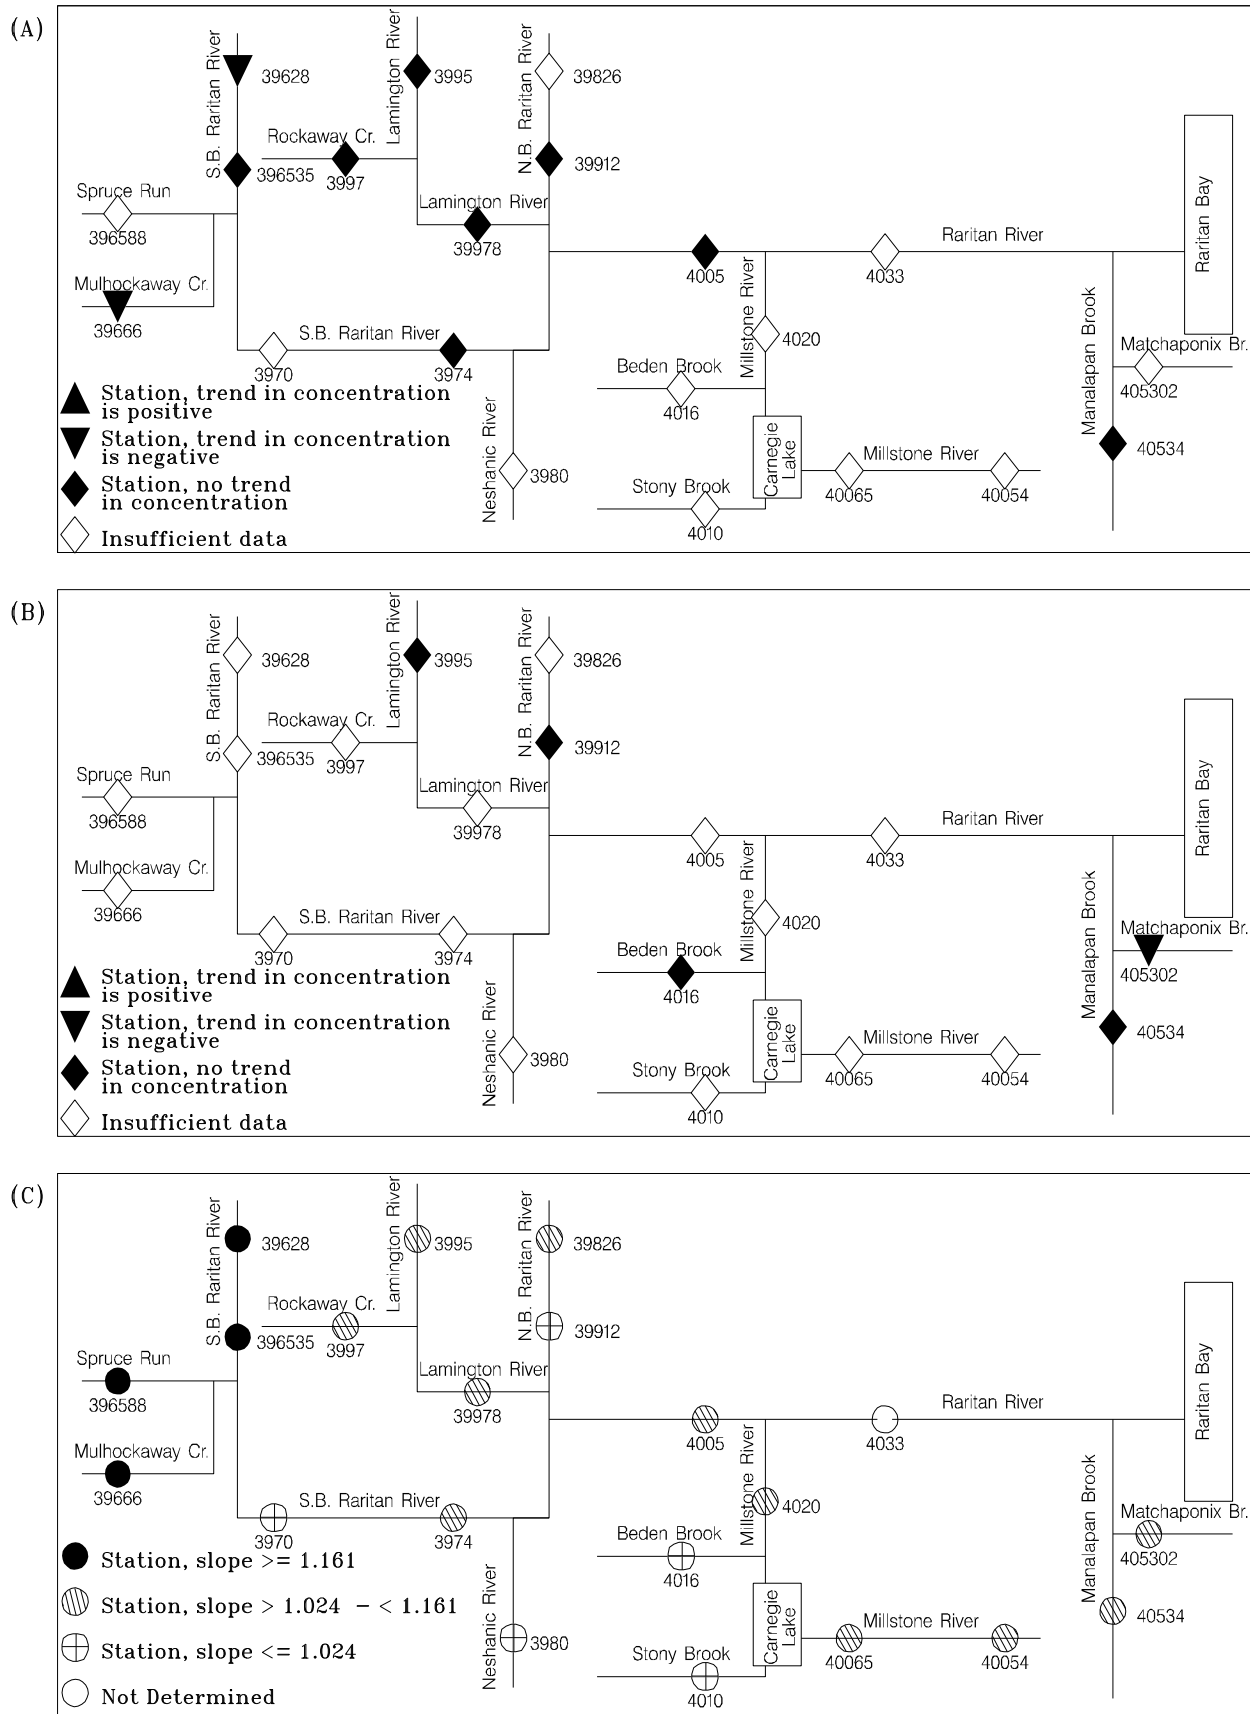 (A)
S.B. Raritan River
39628
Lamington River
3995
N.B. Raritan River
39826
Rockaway Cr.
3997
396535
39912
Spruce Run
396588
Lamington River
39978
Mulhockaway Cr.
39666
S.B. Raritan River
3970
3974
Neshanic River
3980
4005
4033
Raritan River
Raritan Bay
Millstone River
4020
Beden Brook
4016
Carnegie
Lake
Stony Brook
4010
Millstone River
40065
40054
Manalapan Brook
Matchaponix Br.
405302
40534
Station, trend in concentration
is positive
Station, trend in concentration
is negative
Station, no trend
in concentration
Insufficient data
(B)
S.B. Raritan River
39628
Lamington River
3995
N.B. Raritan River
39826
Rockaway Cr.
3997
396535
39912
Spruce Run
396588
Lamington River
39978
Mulhockaway Cr.
39666
S.B. Raritan River
3970
3974
Neshanic River
3980
4005
4033
Raritan River
Raritan Bay
Millstone River
4020
Beden Brook
4016
Carnegie
Lake
Stony Brook
4010
Millstone River
40065
40054
Manalapan Brook
Matchaponix Br.
405302
40534
Station, trend in concentration
is positive
Station, trend in concentration
is negative
Station, no trend
in concentration
Insufficient data
(C)
S.B. Raritan River
39628
Lamington River
3995
N.B. Raritan River
39826
Rockaway Cr.
3997
396535
39912
Spruce Run
396588
Lamington River
39978
Mulhockaway Cr.
39666
S.B. Raritan River
3970
3974
Neshanic River
3980
4005
4033
Raritan River
Raritan Bay
Millstone River
4020
Beden Brook
4016
Carnegie
Lake
Stony Brook
4010
Millstone River
40065
40054
Manalapan Brook
Matchaponix Br.
405302
40534
Station, slope >= 1.161
Station, slope > 1.024 - < 1.161
Station, slope <= 1.024
Not Determined